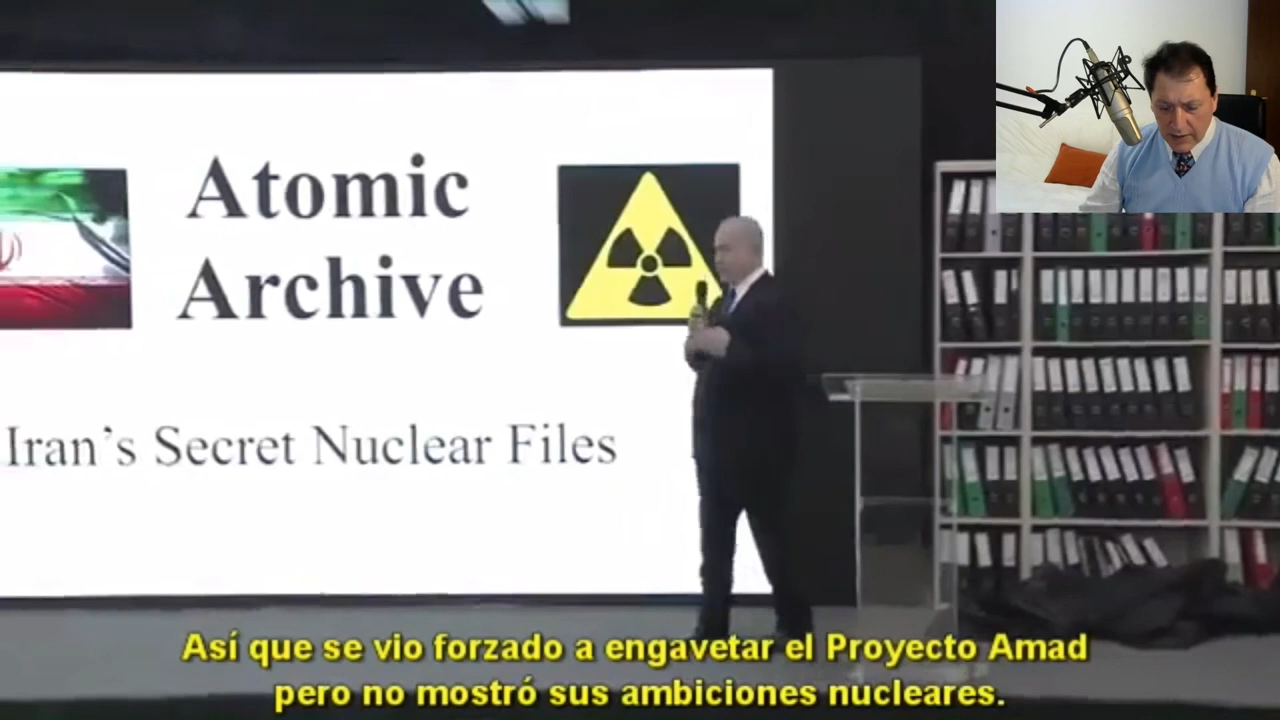 Atomic
Archive
Iran's Secret Nuclear Files
Así que se vio forzado a engavetar el Proyecto Amad
pero no mostró sus ambiciones nucleares.